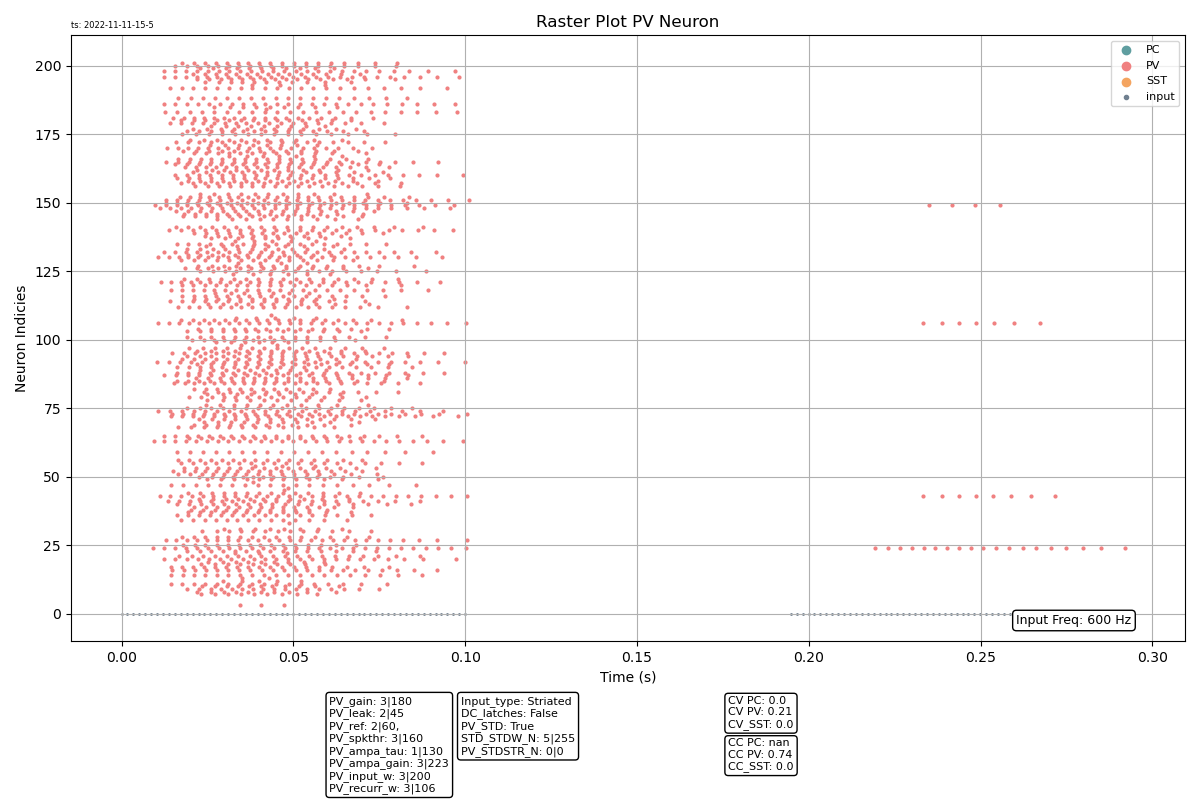 ts: 2022-11-11-15-5
Raster Plot PV Neuron
PC
PV
SST
input
200
175
150
125
100
75
50
25
0
Neuron Indicies
Input Freq: 600 Hz
0.00 0.05 0.10 0.15 0.20 0.25 0.30
Time (s)
PV_gain: 3|180
PV_leak: 2|45
PV_ref: 2|60,
PV_spkthr: 3|160
PV_ampa_tau: 1|130
PV_ampa_gain: 3|223
PV_input_w: 3|200
PV_recurr_w: 3|106
Input_type: Striated
DC_latches: False
PV_STD: True
STD_STDW_N: 5|255
PV_STDSTR_N: 0|0
CV PC: 0.0
CV PV: 0.21
CV_SST: 0.0
CC PC: nan
CC PV: 0.74
CC_SST: 0.0